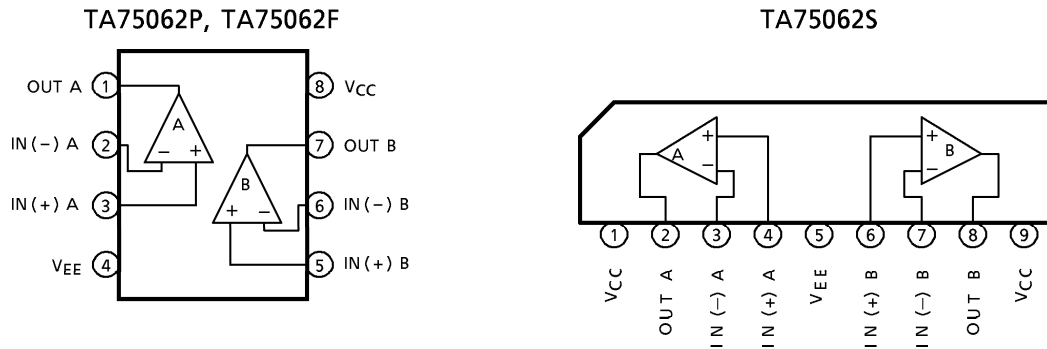 TA75062P, TA75062F
OUT A 1
8 VCC
A
IN(-) A 2
- +
7 OUT B
B
IN(+) A 3
+ -
6 IN(-) B
VEE 4
5 IN(+) B
TA75062S
+ A -
+ B -
1 2 3 4 5 6 7 8 9
VCC
OUT A
IN(-) A
IN(+) A
VEE
IN(+) B
IN(-) B
OUT B
VCC